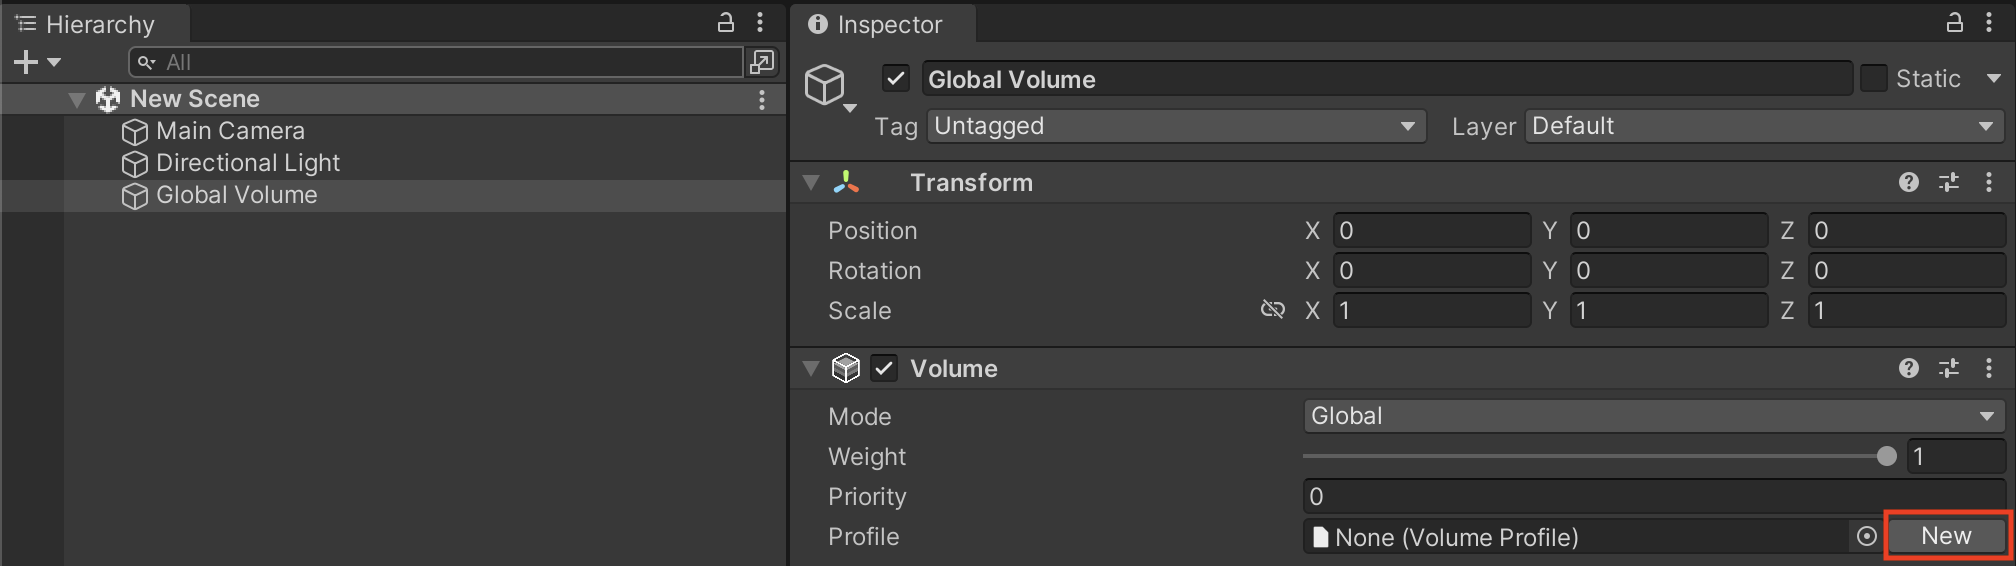 Hierarchy
All
New Scene
Main Camera
Directional Light
Global Volume
Inspector
Global Volume
Static
Tag Untagged Layer Default
Transform
Position X 0 Y 0 Z 0
Rotation X 0 Y 0 Z 0
Scale X 1 Y 1 Z 1
Volume
Mode Global
Weight 1
Priority 0
Profile None (Volume Profile) New